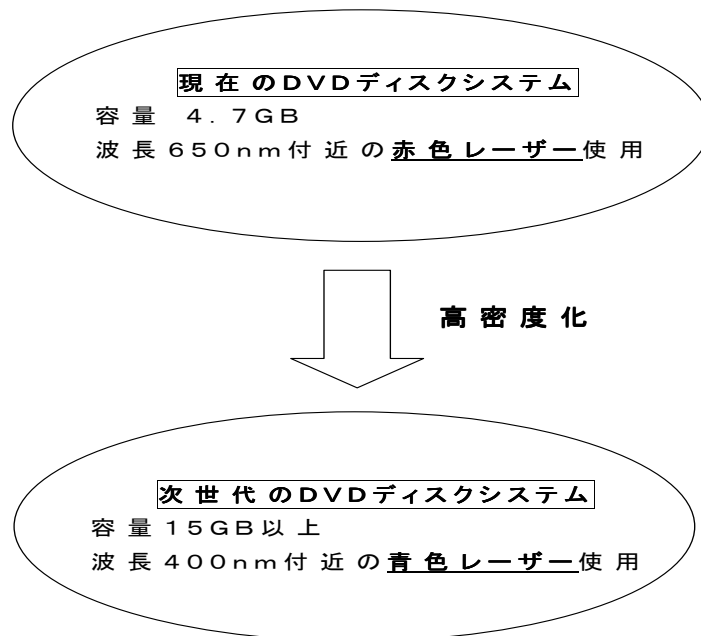 現在のDVDディスクシステム
容量 4.7GB
波長650nm付近の赤色レーザー使用
高密度化
次世代のDVDディスクシステム
容量15GB以上
波長400nm付近の青色レーザー使用